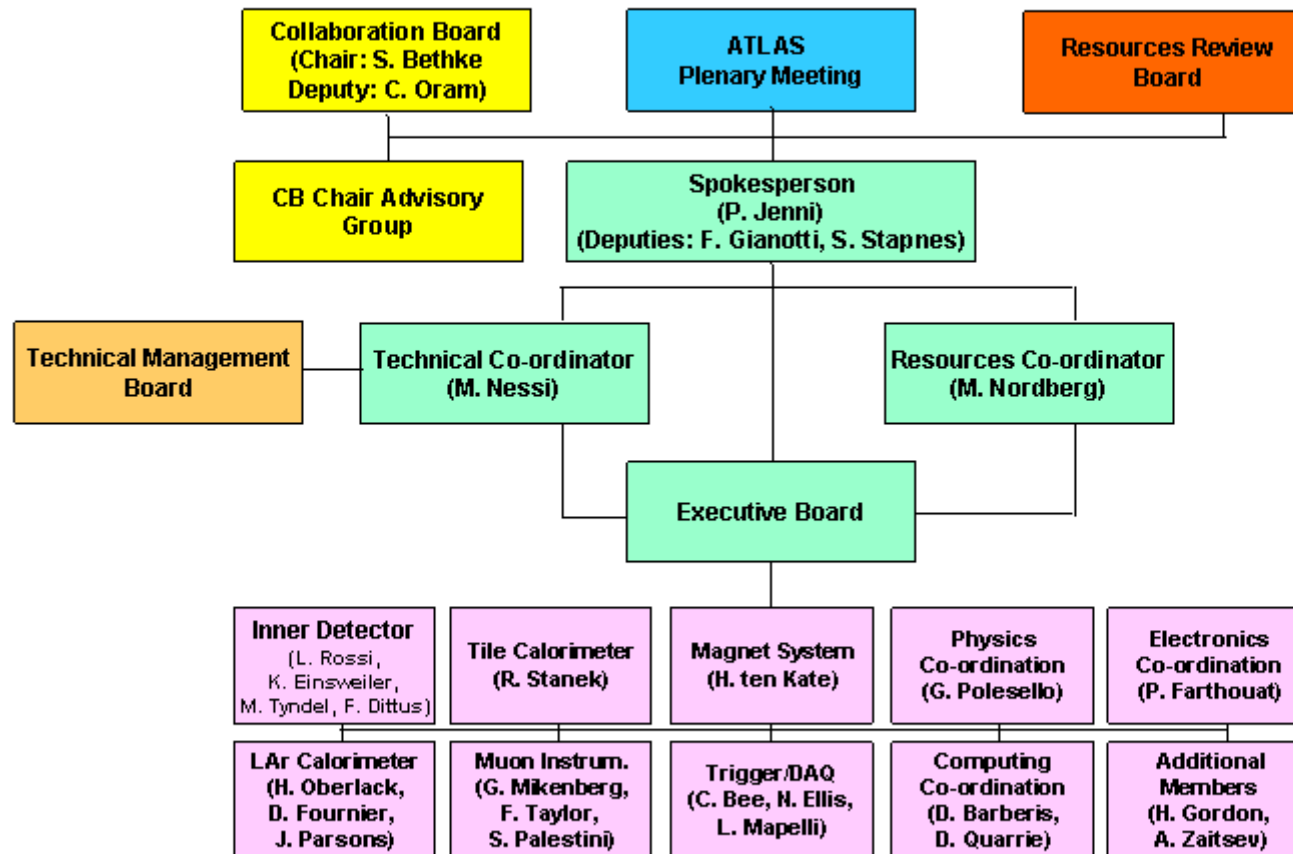 Collaboration Board
(Chair: S. Bethke
Deputy: C. Oram)
ATLAS
Plenary Meeting
Resources Review
Board
CB Chair Advisory
Group
Spokesperson
(P. Jenni)
(Deputies: F. Gianotti, S. Stapnes)
Technical Management
Board
Technical Co-ordinator
(M. Nessi)
Resources Co-ordinator
(M. Nordberg)
Executive Board
Inner Detector
(L. Rossi,
K. Einsweiler,
M. Tyndel, F. Dittus)
Tile Calorimeter
(R. Stanek)
Magnet System
(H. ten Kate)
Physics
Co-ordination
(G. Polesello)
Electronics
Co-ordination
(P. Farthouat)
LAr Calorimeter
(H. Oberlack,
D. Fournier,
J. Parsons)
Muon Instrum.
(G. Mikenberg,
F. Taylor,
S. Palestini)
Trigger/DAQ
(C. Bee, N. Ellis,
L. Mapelli)
Computing
Co-ordination
(D. Barberis,
D. Quarrie)
Additional
Members
(H. Gordon,
A. Zaitsev)